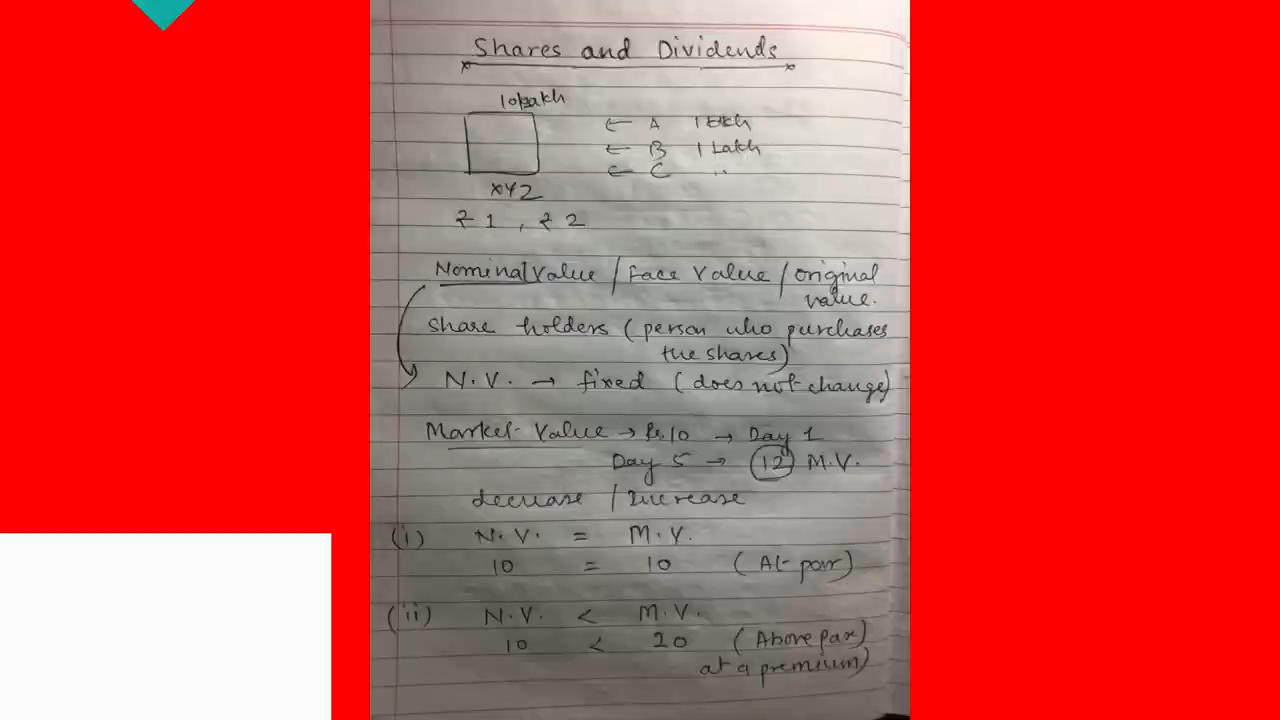 Shares and Dividends
10 Lakh
← A 1 Lakh
← B 1 Lakh
← C "
XYZ
₹ 1 , ₹ 2
Nominal Value / Face Value / original
value.
Share holders (person who purchases
the shares)
N.V. → fixed (does not change)
Market Value → Rs.10 → Day 1
Day 5 → 12 M.V.
decrease / Increase
(i) N.V. = M.V.
10 = 10 (At par)
(ii) N.V. < M.V.
10 < 20 (Above par)
at a premium)